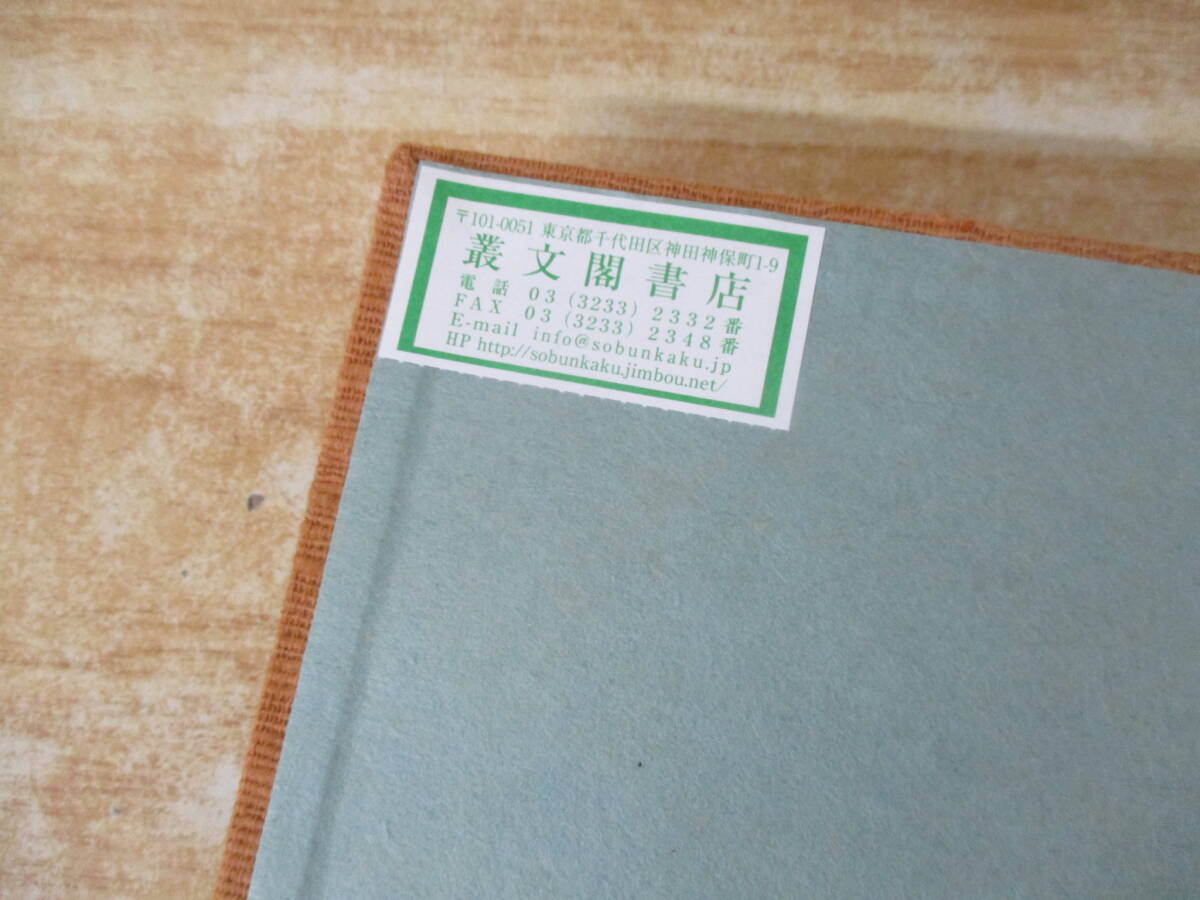 〒101-0051 東京都千代田区神田神保町1-9
叢文閣書店
電話 03(3233)2332番
FAX 03(3233)2348番
E-mail info@sobunkaku.jp
HP http://sobunkaku.jimbou.net/